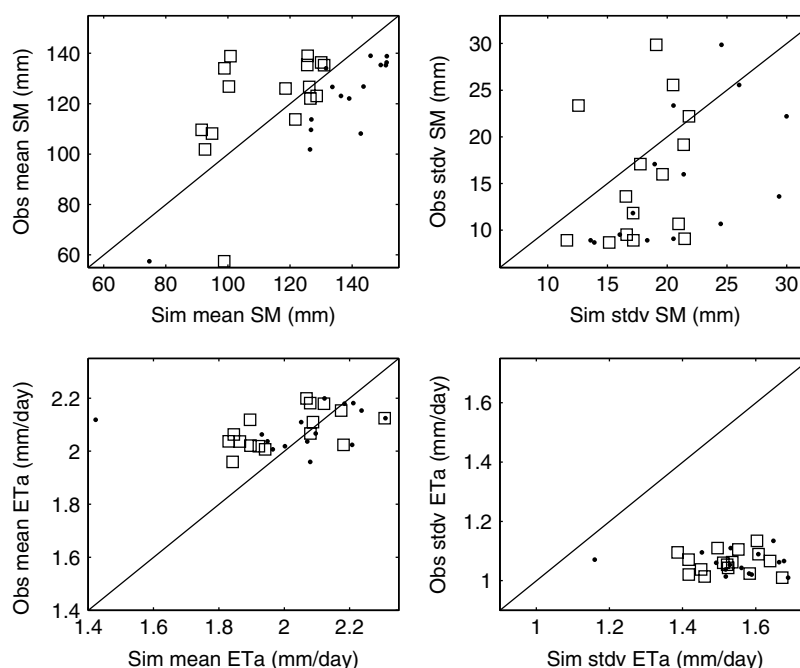 140
120
100
80
60
Obs mean SM (mm)
60 80 100 120 140
Sim mean SM (mm)
30
25
20
15
10
Obs stdv SM (mm)
10 15 20 25 30
Sim stdv SM (mm)
2.2
2
1.8
1.6
1.4
Obs mean ETa (mm/day)
1.4 1.6 1.8 2 2.2
Sim mean ETa (mm/day)
1.6
1.4
1.2
1
Obs stdv ETa (mm/day)
1 1.2 1.4 1.6
Sim stdv ETa (mm/day)